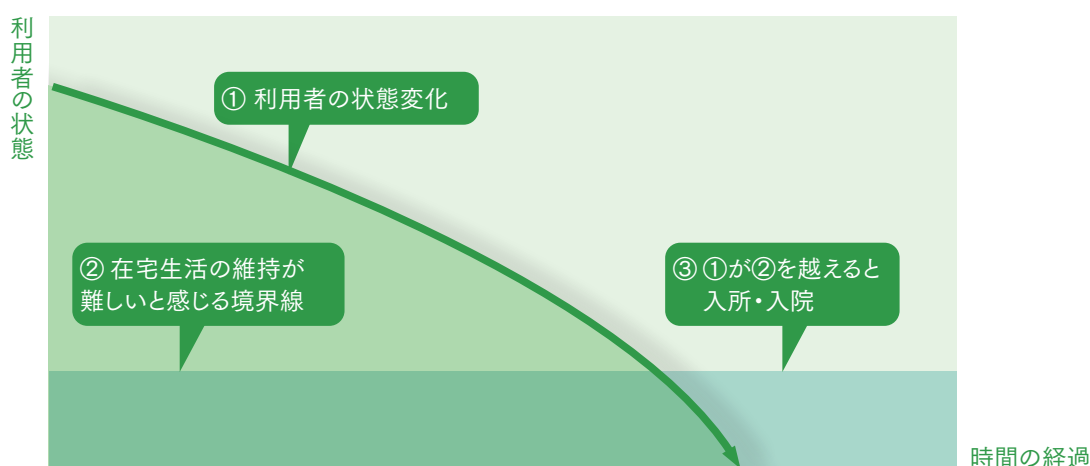 利用者の状態
① 利用者の状態変化
② 在宅生活の維持が
難しいと感じる境界線
③ ①が②を越えると
入所・入院
時間の経過